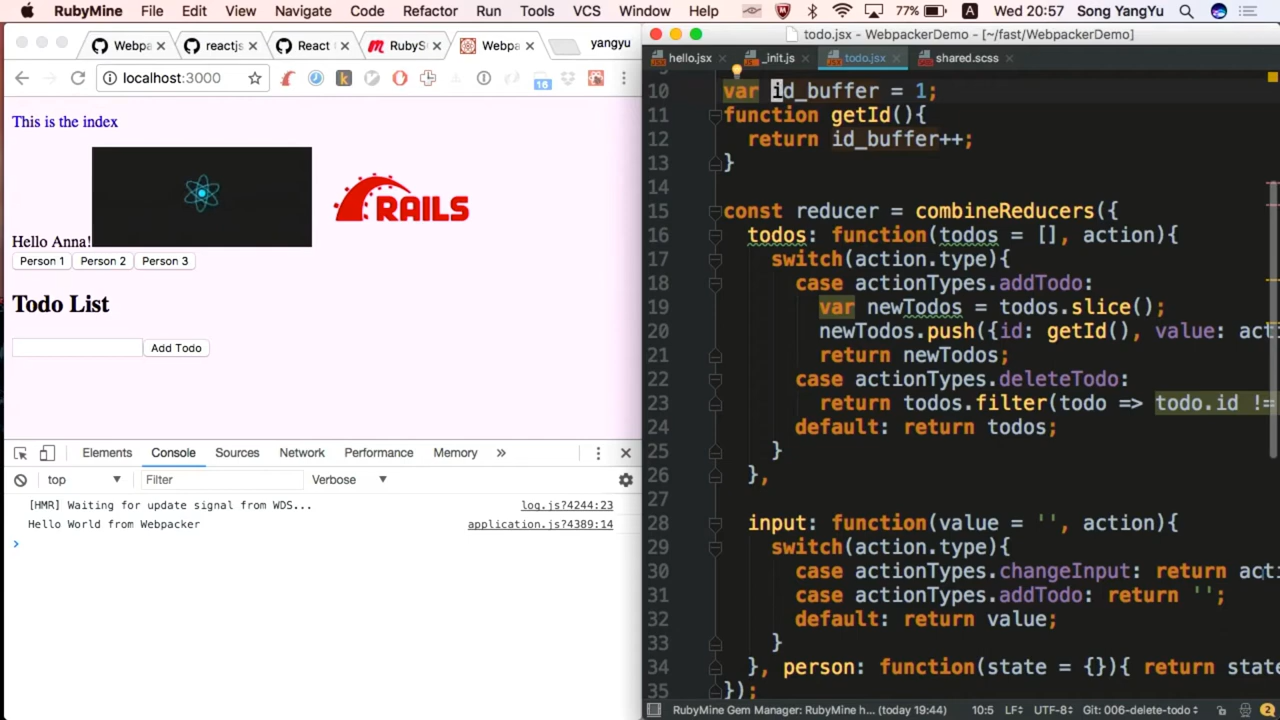 RubyMine File Edit View Navigate Code Refactor Run Tools VCS Window Help 77% A Wed 20:57 Song YangYu
Webpa reactjs React RubyS Webpa yangyu
localhost:3000 16
This is the index
RAILS
Hello Anna!
Person 1 Person 2 Person 3
Todo List
Add Todo
Elements Console Sources Network Performance Memory »
top Filter Verbose
[HMR] Waiting for update signal from WDS... log.js?4244:23
Hello World from Webpacker application.js?4389:14
todo.jsx - WebpackerDemo - [~/fast/WebpackerDemo]
hello.jsx _init.js todo.jsx shared.scss
10 var id_buffer = 1;
11 function getId(){
12 return id_buffer++;
13 }
14
15 const reducer = combineReducers({
16 todos: function(todos = [], action){
17 switch(action.type){
18 case actionTypes.addTodo:
19 var newTodos = todos.slice();
20 newTodos.push({id: getId(), value: acti
21 return newTodos;
22 case actionTypes.deleteTodo:
23 return todos.filter(todo => todo.id !=
24 default: return todos;
25 }
26 },
27
28 input: function(value = '', action){
29 switch(action.type){
30 case actionTypes.changeInput: return acti
31 case actionTypes.addTodo: return '';
32 default: return value;
33 }
34 }, person: function(state = {}){ return state
35 });
RubyMine Gem Manager: RubyMine h... (today 19:44) 10:5 LF÷ UTF-8÷ Git: 006-delete-todo÷ 2